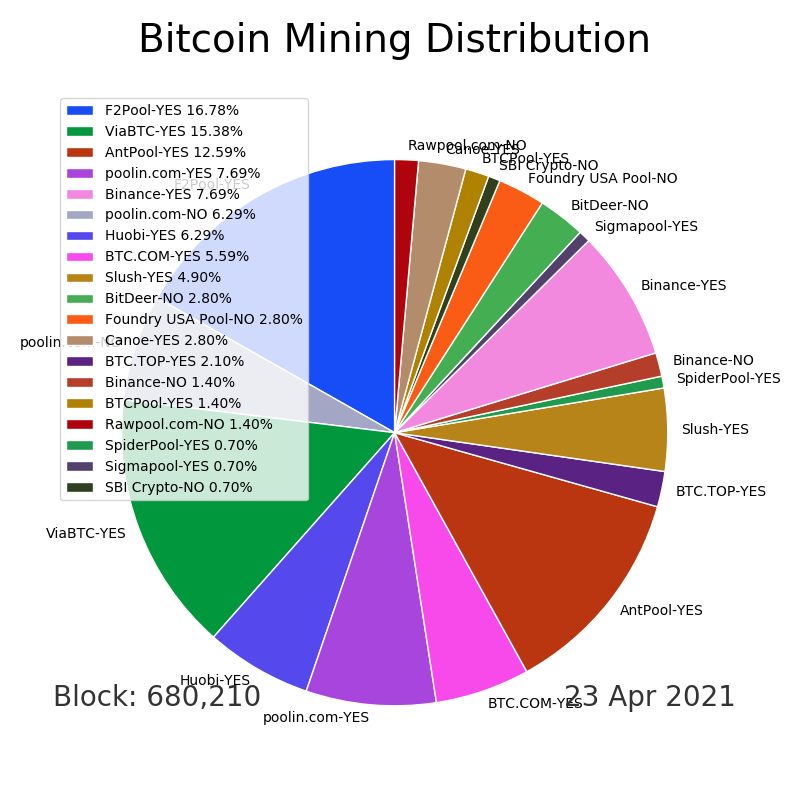 Bitcoin Mining Distribution
F2Pool-YES 16.78%
ViaBTC-YES 15.38%
AntPool-YES 12.59%
poolin.com-YES 7.69%
Binance-YES 7.69%
poolin.com-NO 6.29%
Huobi-YES 6.29%
BTC.COM-YES 5.59%
Slush-YES 4.90%
BitDeer-NO 2.80%
Foundry USA Pool-NO 2.80%
Canoe-YES 2.80%
BTC.TOP-YES 2.10%
Binance-NO 1.40%
BTCPool-YES 1.40%
Rawpool.com-NO 1.40%
SpiderPool-YES 0.70%
Sigmapool-YES 0.70%
SBI Crypto-NO 0.70%
Rawpool.com-NO
Canoe-YES
BTCPool-YES
SBI Crypto-NO
Foundry USA Pool-NO
BitDeer-NO
Sigmapool-YES
Binance-YES
Binance-NO
SpiderPool-YES
Slush-YES
BTC.TOP-YES
AntPool-YES
BTC.COM-YES
poolin.com-YES
Huobi-YES
ViaBTC-YES
poolin.com-NO
F2Pool-YES
Block: 680,210
23 Apr 2021